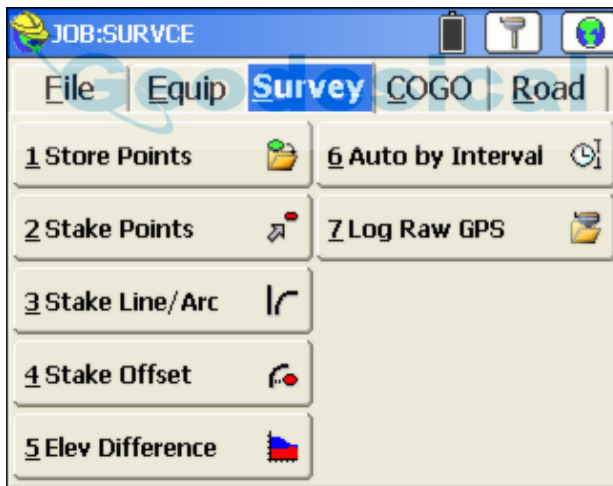 JOB:SURVCE
File Equip Survey COGO Road
1 Store Points
2 Stake Points
3 Stake Line/Arc
4 Stake Offset
5 Elev Difference
6 Auto by Interval
7 Log Raw GPS